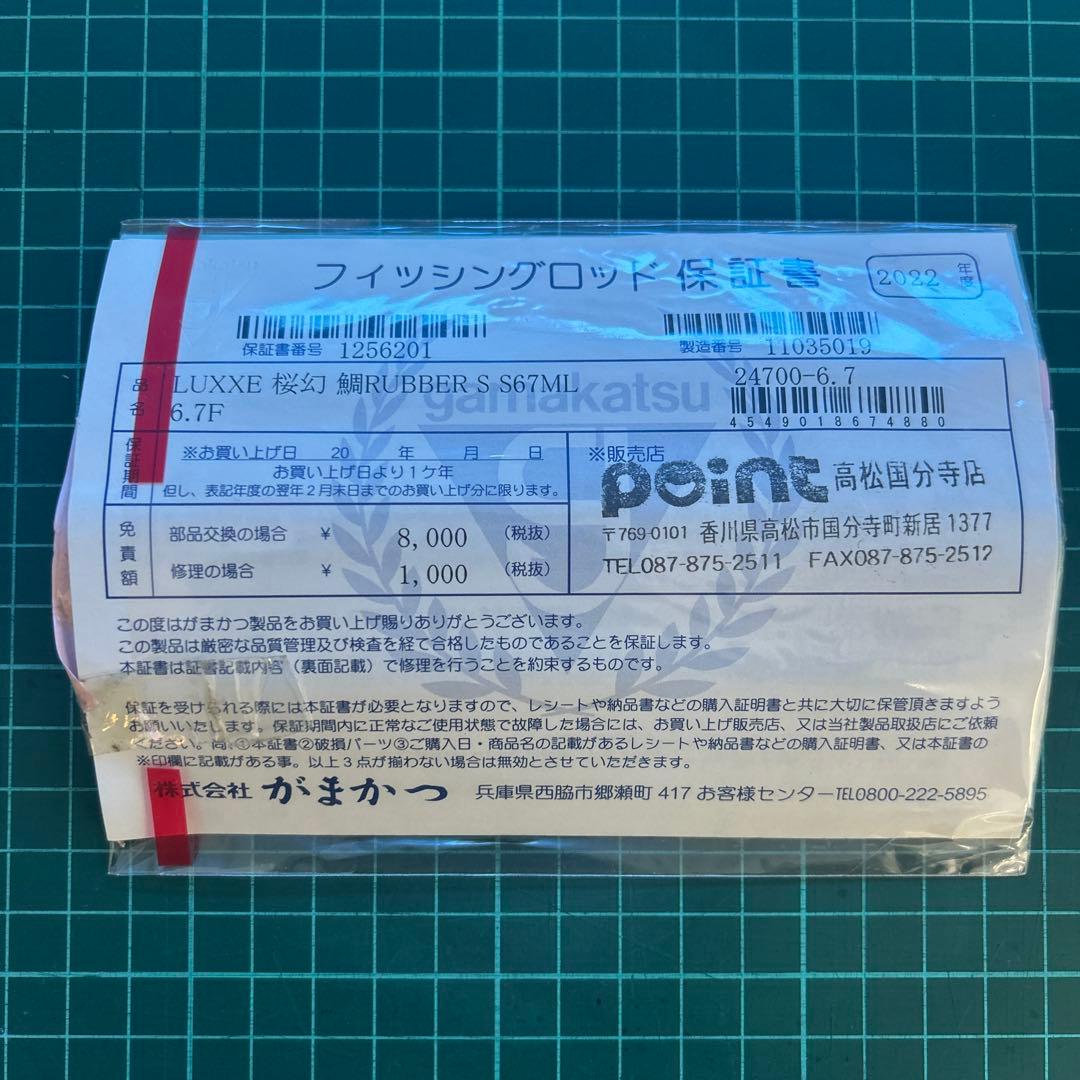 フィッシングロッド 保証書 2022 年度
保証書番号 1256201
製造番号 11035019
品名 LUXXE 桜幻 鯛RUBBER S S67ML
6.7F
24700-6.7
4549018674880
gamakatsu
保証期間
※お買い上げ日 20 年 月 日
お買い上げ日より1ケ年
但し、表記年度の翌年2月末日までのお買い上げ分に限ります。
※販売店
point 高松国分寺店
〒769-0101 香川県高松市国分寺町新居1377
TEL087-875-2511 FAX087-875-2512
免責額
部品交換の場合 ¥ 8,000 (税抜)
修理の場合 ¥ 1,000 (税抜)
この度はがまかつ製品をお買い上げ賜りありがとうございます。
この製品は厳密な品質管理及び検査を経て合格したものであることを保証します。
本証書は証書記載内容(裏面記載)で修理を行うことを約束するものです。
保証を受けられる際には本証書が必要となりますので、レシートや納品書などの購入証明書と共に大切に保管頂きますよう
お願いいたします。保証期間内に正常なご使用状態で故障した場合には、お買い上げ販売店、又は当社製品取扱店にご依頼
ください。尚、①本証書②破損パーツ③ご購入日・商品名の記載があるレシートや納品書などの購入証明書、又は本証書の
※印欄に記載がある事。以上3点が揃わない場合は無効とさせていただきます。
株式会社 がまかつ 兵庫県西脇市郷瀬町417 お客様センターTEL0800-222-5895